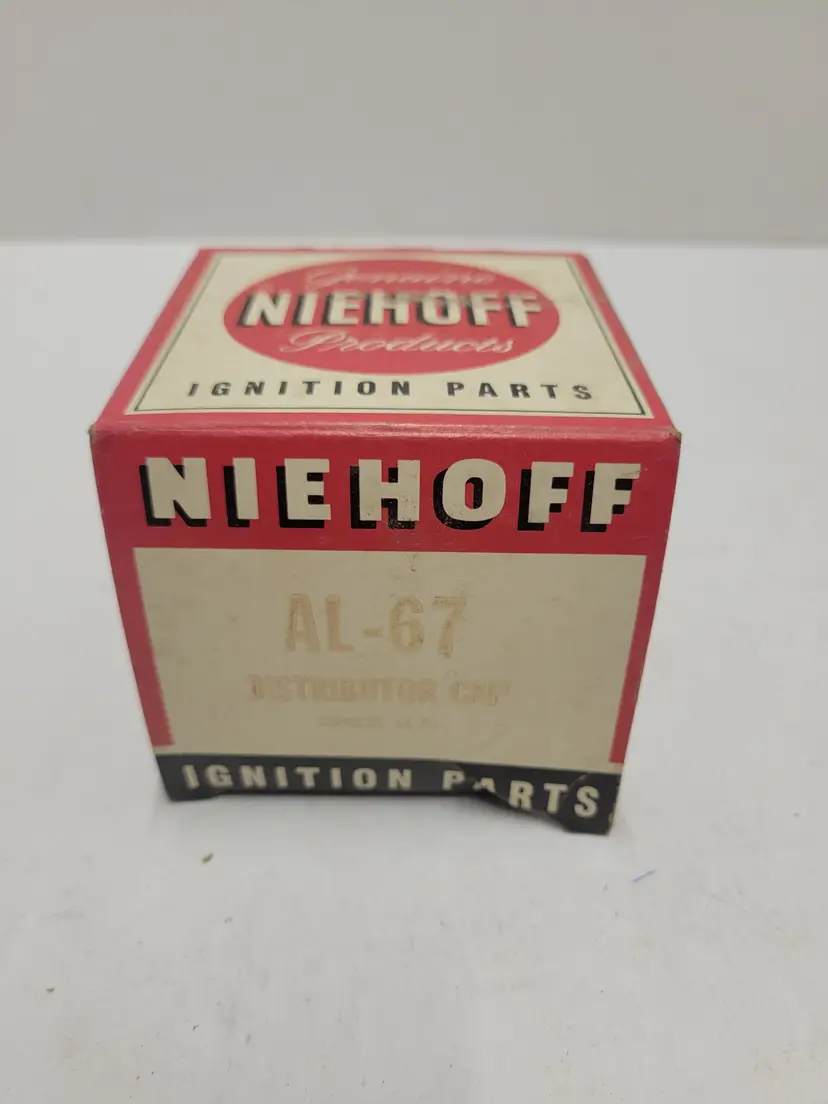 Genuine
NIEHOFF
Products
IGNITION PARTS
NIEHOFF
AL-67
DISTRIBUTOR CAP
IGNITION PARTS